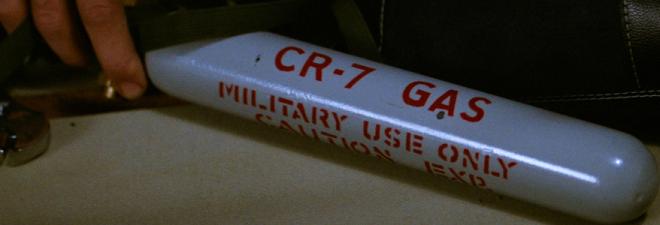 CR-7 GAS
MILITARY USE ONLY
CAUTION EXP.